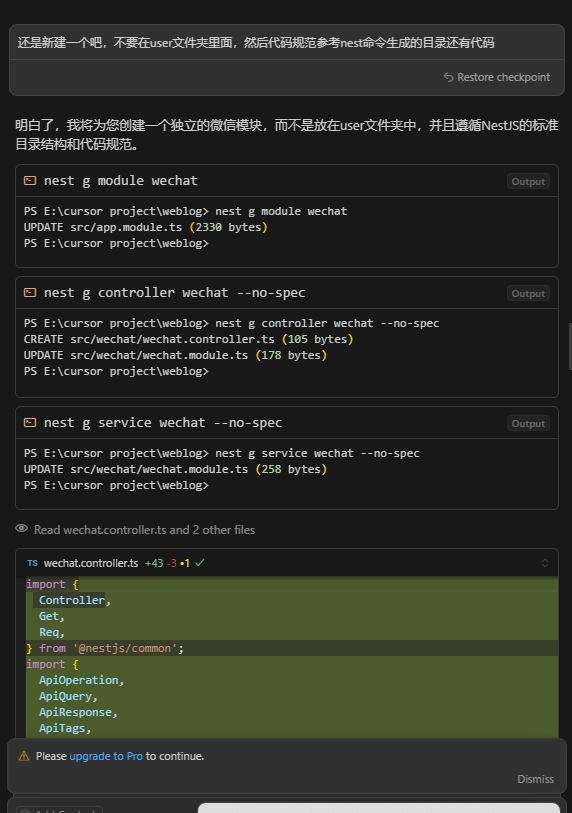 还是新建一个吧，不要在user文件夹里面，然后代码规范参考nest命令生成的目录还有代码
Restore checkpoint
明白了，我将为您创建一个独立的微信模块，而不是放在user文件夹中，并且遵循NestJS的标准
目录结构和代码规范。
nest g module wechat
Output
PS E:\cursor project\weblog> nest g module wechat
UPDATE src/app.module.ts (2330 bytes)
PS E:\cursor project\weblog>
nest g controller wechat --no-spec
Output
PS E:\cursor project\weblog> nest g controller wechat --no-spec
CREATE src/wechat/wechat.controller.ts (105 bytes)
UPDATE src/wechat/wechat.module.ts (178 bytes)
PS E:\cursor project\weblog>
nest g service wechat --no-spec
Output
PS E:\cursor project\weblog> nest g service wechat --no-spec
UPDATE src/wechat/wechat.module.ts (258 bytes)
PS E:\cursor project\weblog>
Read wechat.controller.ts and 2 other files
TS wechat.controller.ts +43 -3 •1
import {
Controller,
Get,
Req,
} from '@nestjs/common';
import {
ApiOperation,
ApiQuery,
ApiResponse,
ApiTags,
Please upgrade to Pro to continue.
Dismiss